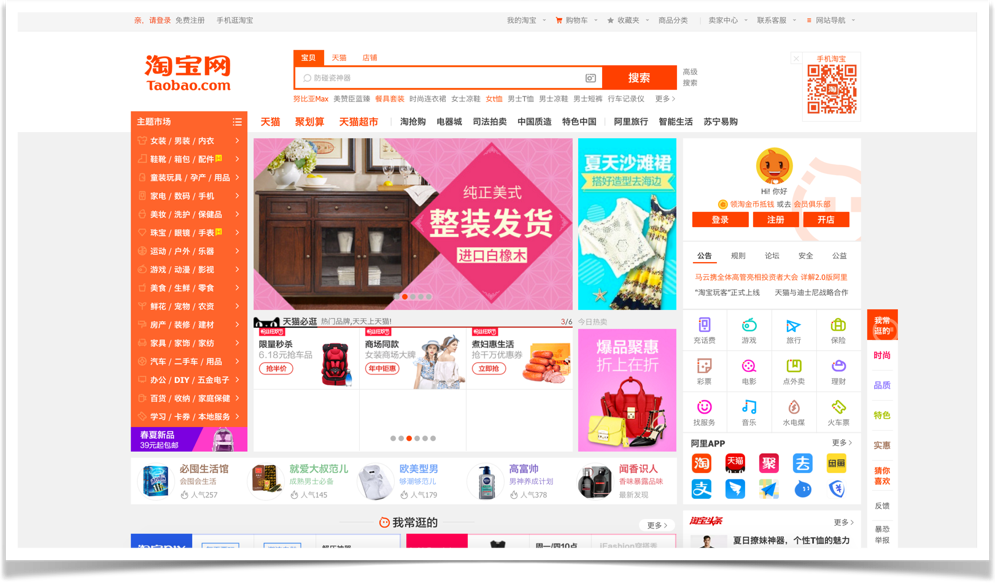 亲，请登录 免费注册 手机逛淘宝
我的淘宝 购物车 收藏夹 商品分类 卖家中心 联系客服 网站导航
淘宝网
Taobao.com
宝贝 天猫 店铺
防嗑瓷神器
搜索
高级
搜索
努比亚Max 美赞臣蓝臻 餐具套装 时尚连衣裙 女士凉鞋 女t恤 男士T恤 男士凉鞋 男士短裤 行车记录仪 更多
手机淘宝
主题市场
天猫 聚划算 天猫超市 淘抢购 电器城 司法拍卖 中国质造 特色中国 阿里旅行 智能生活 苏宁易购
女装 / 男装 / 内衣
鞋靴 / 箱包 / 配件
童装玩具 / 孕产 / 用品
家电 / 数码 / 手机
美妆 / 洗护 / 保健品
珠宝 / 眼镜 / 手表
运动 / 户外 / 乐器
游戏 / 动漫 / 影视
美食 / 生鲜 / 零食
鲜花 / 宠物 / 农资
房产 / 装修 / 建材
家具 / 家饰 / 家纺
汽车 / 二手车 / 用品
办公 / DIY / 五金电子
百货 / 收纳 / 家庭保健
学习 / 卡券 / 本地服务
春夏新品
39元起包邮
纯正美式
整装发货
进口白橡木
夏天沙滩裙
搭好造型去海边
Hi! 你好
领淘金币抵钱 或去 会员俱乐部
登录 注册 开店
公告 规则 论坛 安全 公益
马云携全体高管亮相投资者大会 详解2.0版阿里
“淘宝玩客”正式上线 天猫与迪士尼战略合作
天猫必逛 热门品牌,天天上天猫!
3/6
今日热卖
限量秒杀
6.18元抢车品
抢半价
商场同款
女装商场大牌
年中钜惠
煮妇惠生活
抢千万优惠券
立即抢
爆品聚惠
折上在折
充话费 游戏 旅行 保险
彩票 电影 点外卖 理财
找服务 音乐 水电煤 火车票
阿里APP
更多
淘 天猫 聚 去
支
我常
逛的
时尚
品质
特色
实惠
猜你
喜欢
反馈
暴恐
举报
必囤生活馆
会囤会生活
人气257
就爱大叔范儿
成熟男士必备
人气145
欧美型男
够潮够范儿
人气179
高富帅
男神养成计划
人气378
闻香识人
香味暴露品味
最新发现
我常逛的
更多
淘宝头条
更多
夏日撩妹神器，个性T恤的魅力